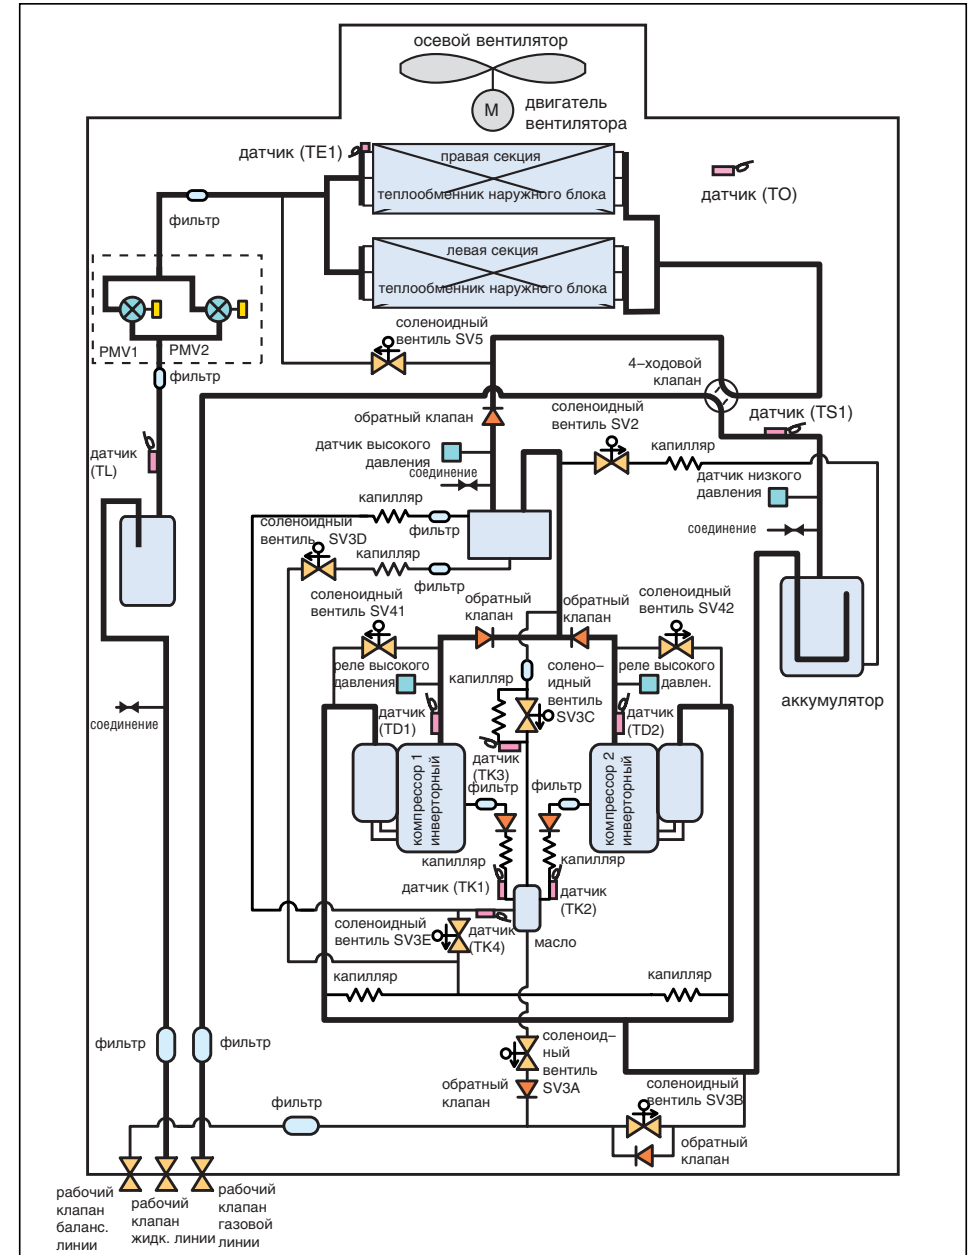 осевой вентилятор
M
двигатель
вентилятора
датчик (TE1)
правая секция
теплообменник наружного блока
датчик (TO)
фильтр
левая секция
теплообменник наружного блока
PMV1
PMV2
фильтр
соленоидный
вентиль SV5
4–ходовой
клапан
обратный клапан
соленоидный
вентиль SV2
датчик (TS1)
датчик
(TL)
датчик высокого
давления
соединение
капилляр
датчик низкого
давления
соединение
капилляр
фильтр
соленоидный
вентиль SV3D
капилляр
фильтр
соленоидный
вентиль SV41
обратный
клапан
обратный
клапан
соленоидный
вентиль SV42
реле высокого
давления
капилляр
солено–
идный
вентиль
SV3C
реле высокого
давлен.
аккумулятор
соединение
датчик
(TD1)
датчик
(TD2)
датчик
(TK3)
компрессор 1
инверторный
фильтр
фильтр
компрессор 2
инверторный
капилляр
капилляр
датчик (TK1)
датчик
(TK2)
соленоидный
вентиль SV3E
датчик
(TK4)
масло
капилляр
капилляр
фильтр
фильтр
соленоид–
ный
вентиль
SV3A
обратный
клапан
соленоидный
вентиль SV3B
фильтр
обратный
клапан
рабочий
клапан
баланс.
линии
рабочий
клапан
жидк. линии
рабочий
клапан
газовой
линии